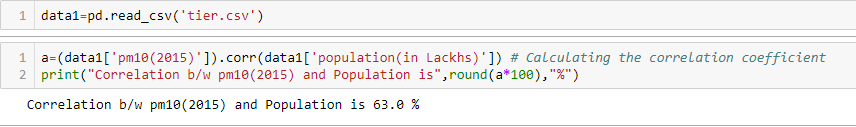 1 data1=pd.read_csv('tier.csv')
1 a=(data1['pm10(2015)']).corr(data1['population(in Lackhs)']) # Calculating the correlation coefficient
2 print("Correlation b/w pm10(2015) and Population is",round(a*100),"%")
Correlation b/w pm10(2015) and Population is 63.0 %